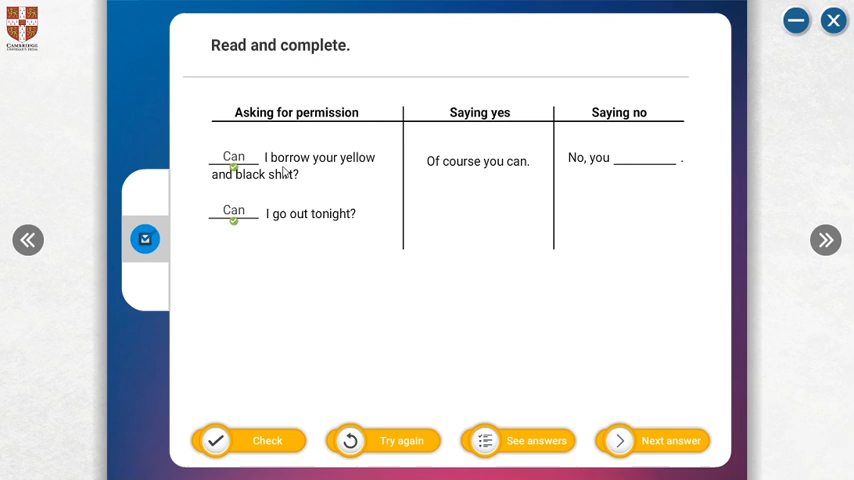 CAMBRIDGE
Read and complete.
Asking for permission
Saying yes
Saying no
Can I borrow your yellow
and black shirt?
Of course you can.
No, you ________ .
Can I go out tonight?
Check
Try again
See answers
Next answer